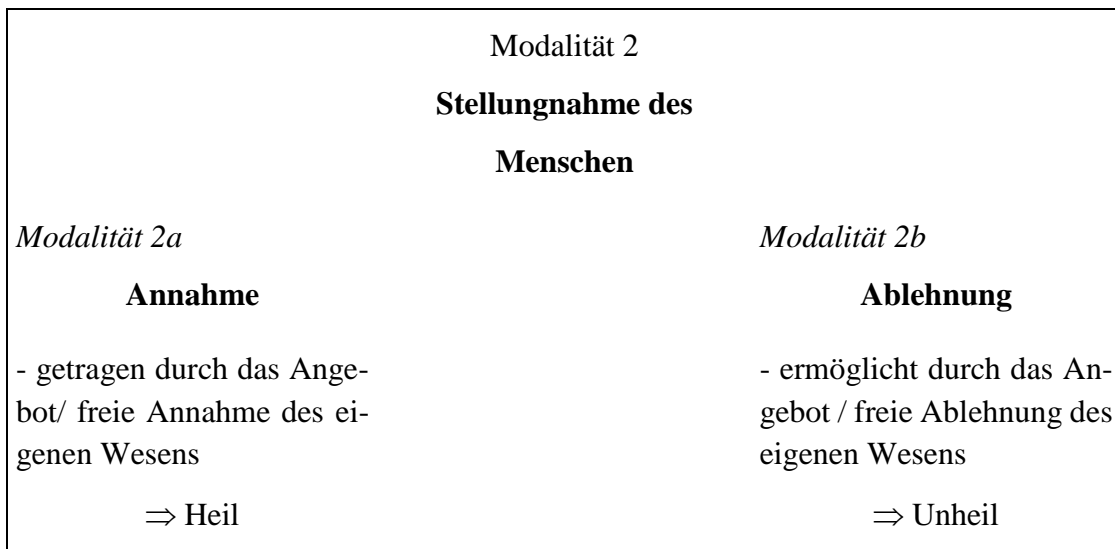 Modalität 2
Stellungnahme des
Menschen
Modalität 2a
Annahme
- getragen durch das Ange-
bot/ freie Annahme des ei-
genen Wesens
⇒ Heil
Modalität 2b
Ablehnung
- ermöglicht durch das An-
gebot / freie Ablehnung des
eigenen Wesens
⇒ Unheil